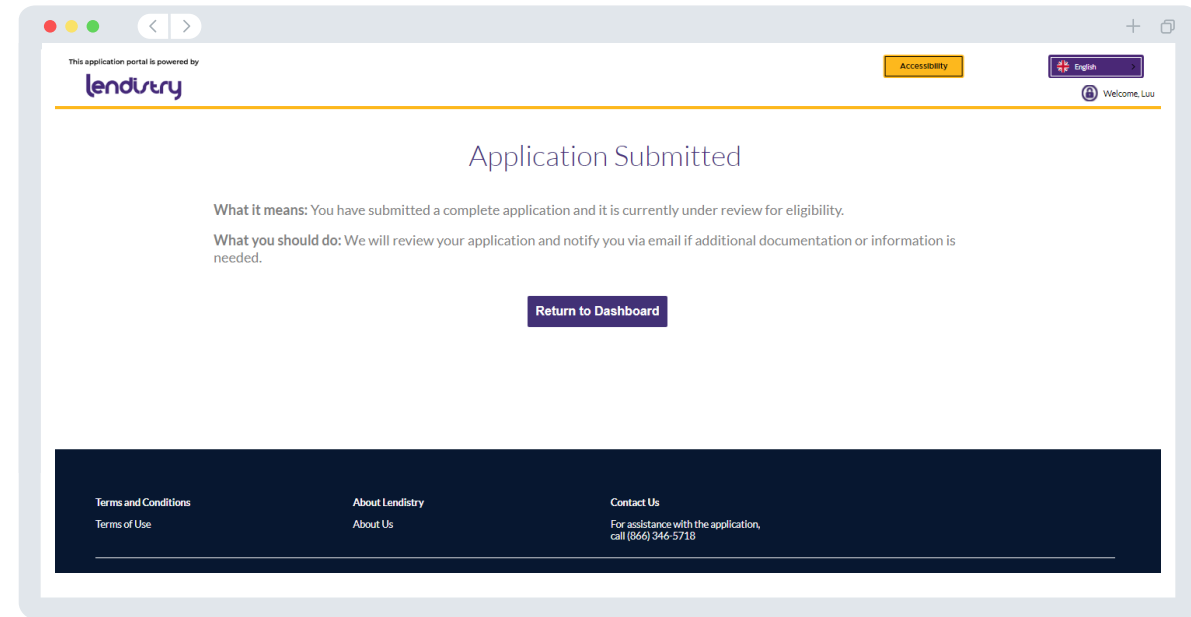 This application portal is powered by
lendistry
Accessibility
English
Welcome, Luu
Application Submitted
What it means: You have submitted a complete application and it is currently under review for eligibility.
What you should do: We will review your application and notify you via email if additional documentation or information is
needed.
Return to Dashboard
Terms and Conditions
About Lendistry
Contact Us
Terms of Use
About Us
For assistance with the application,
call (866) 346-5718